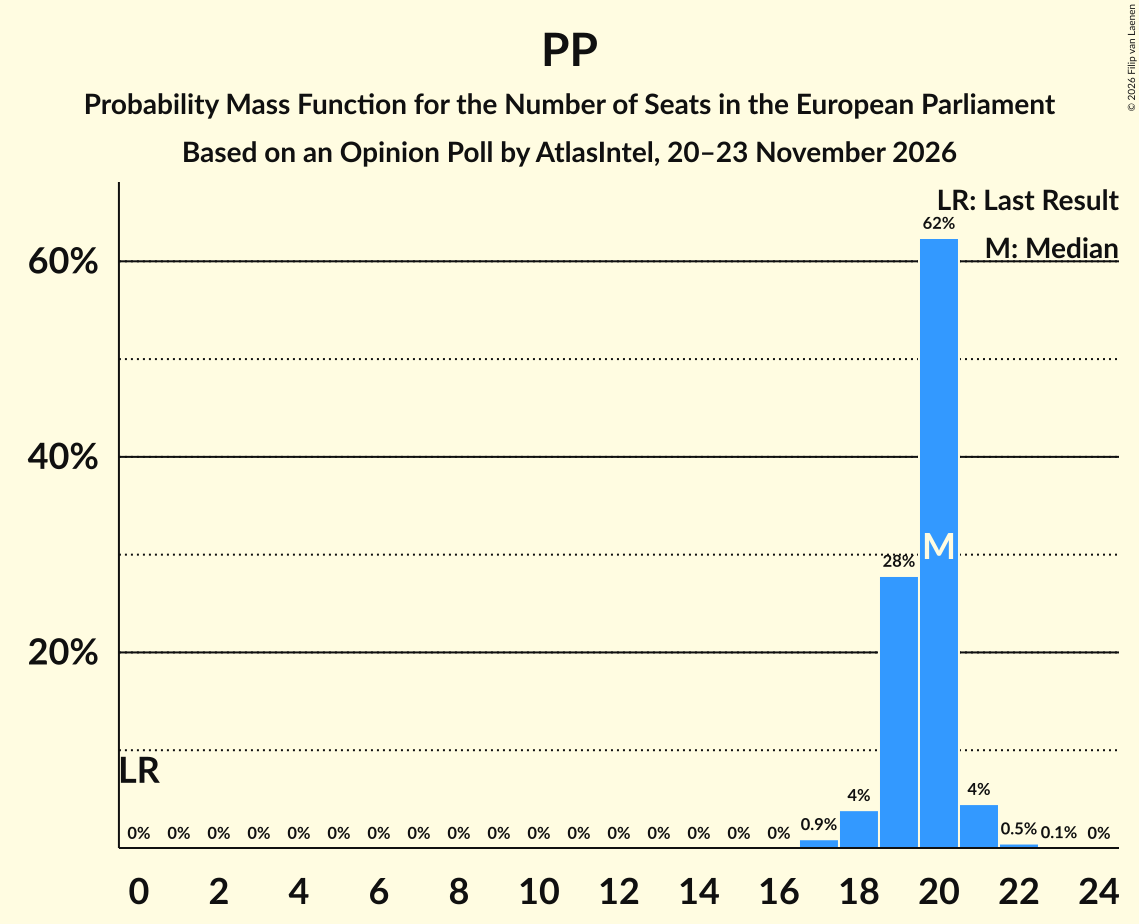 PP
Probability Mass Function for the Number of Seats in the European Parliament
Based on an Opinion Poll by AtlasIntel, 20–23 November 2026
© 2026 Filip van Laenen
LR: Last Result
M: Median
62%
60%
40%
M
28%
20%
LR
0% 0% 0% 0% 0% 0% 0% 0% 0% 0% 0% 0% 0% 0% 0% 0% 0% 0.9% 4% 4% 0.5% 0.1% 0%
0 2 4 6 8 10 12 14 16 18 20 22 24